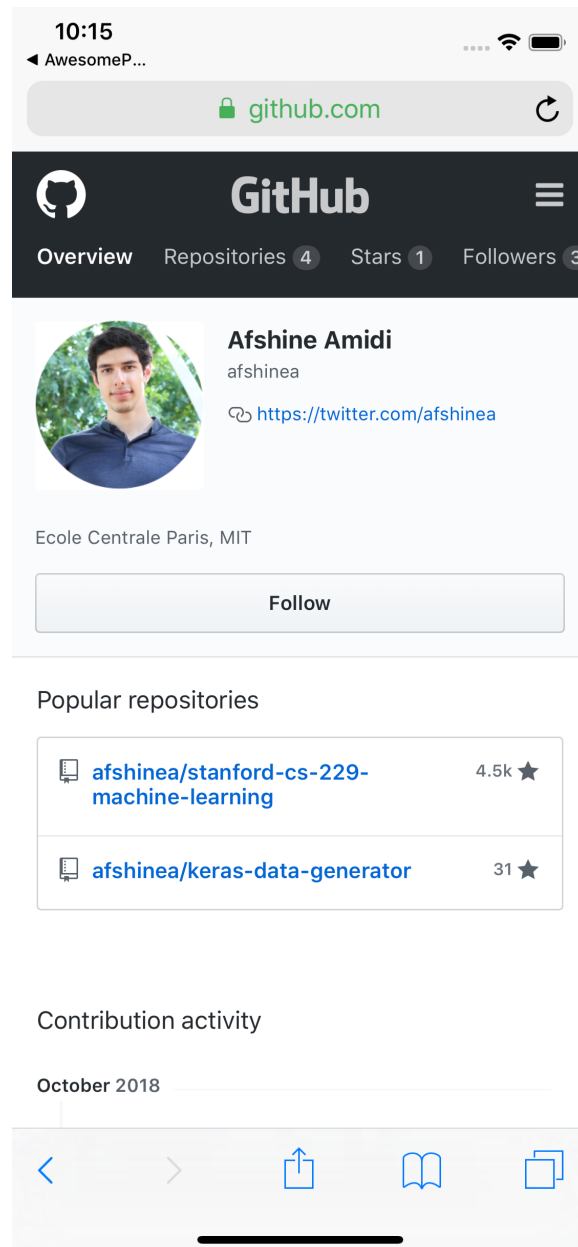 10:15
◀ AwesomeP...
github.com
GitHub
Overview Repositories 4 Stars 1 Followers 3
Afshine Amidi
afshinea
https://twitter.com/afshinea
Ecole Centrale Paris, MIT
Follow
Popular repositories
afshinea/stanford-cs-229- 4.5k
machine-learning
afshinea/keras-data-generator 31
Contribution activity
October 2018